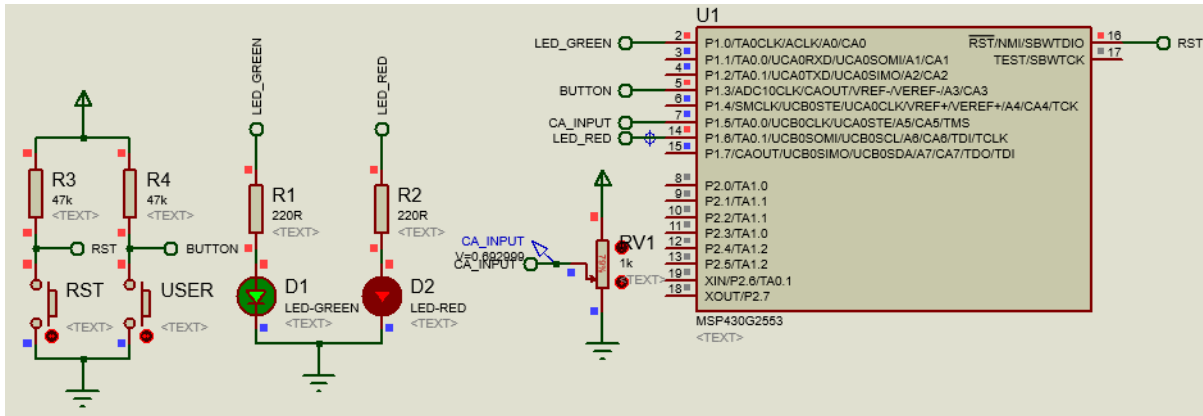 R3
47k
<TEXT>
R4
47k
<TEXT>
RST
BUTTON
RST
USER
<TEXT>
<TEXT>
LED_GREEN
LED_RED
R1
220R
<TEXT>
R2
220R
<TEXT>
D1
LED-GREEN
<TEXT>
D2
LED-RED
<TEXT>
CA_INPUT
V=0.692999
CA_INPUT
RV1
1k
<TEXT>
79%
U1
LED_GREEN
BUTTON
CA_INPUT
LED_RED
2 P1.0/TA0CLK/ACLK/A0/CA0
3 P1.1/TA0.0/UCA0RXD/UCA0SOMI/A1/CA1
4 P1.2/TA0.1/UCA0TXD/UCA0SIMO/A2/CA2
5 P1.3/ADC10CLK/CAOUT/VREF-/VEREF-/A3/CA3
6 P1.4/SMCLK/UCB0STE/UCA0CLK/VREF+/VEREF+/A4/CA4/TCK
7 P1.5/TA0.0/UCB0CLK/UCA0STE/A5/CA5/TMS
14 P1.6/TA0.1/UCB0SOMI/UCB0SCL/A6/CA6/TDI/TCLK
15 P1.7/CAOUT/UCB0SIMO/UCB0SDA/A7/CA7/TDO/TDI
8 P2.0/TA1.0
9 P2.1/TA1.1
10 P2.2/TA1.1
11 P2.3/TA1.0
12 P2.4/TA1.2
13 P2.5/TA1.2
19 XIN/P2.6/TA0.1
18 XOUT/P2.7
RST/NMI/SBWTDIO 16
TEST/SBWTCK 17
RST
MSP430G2553
<TEXT>